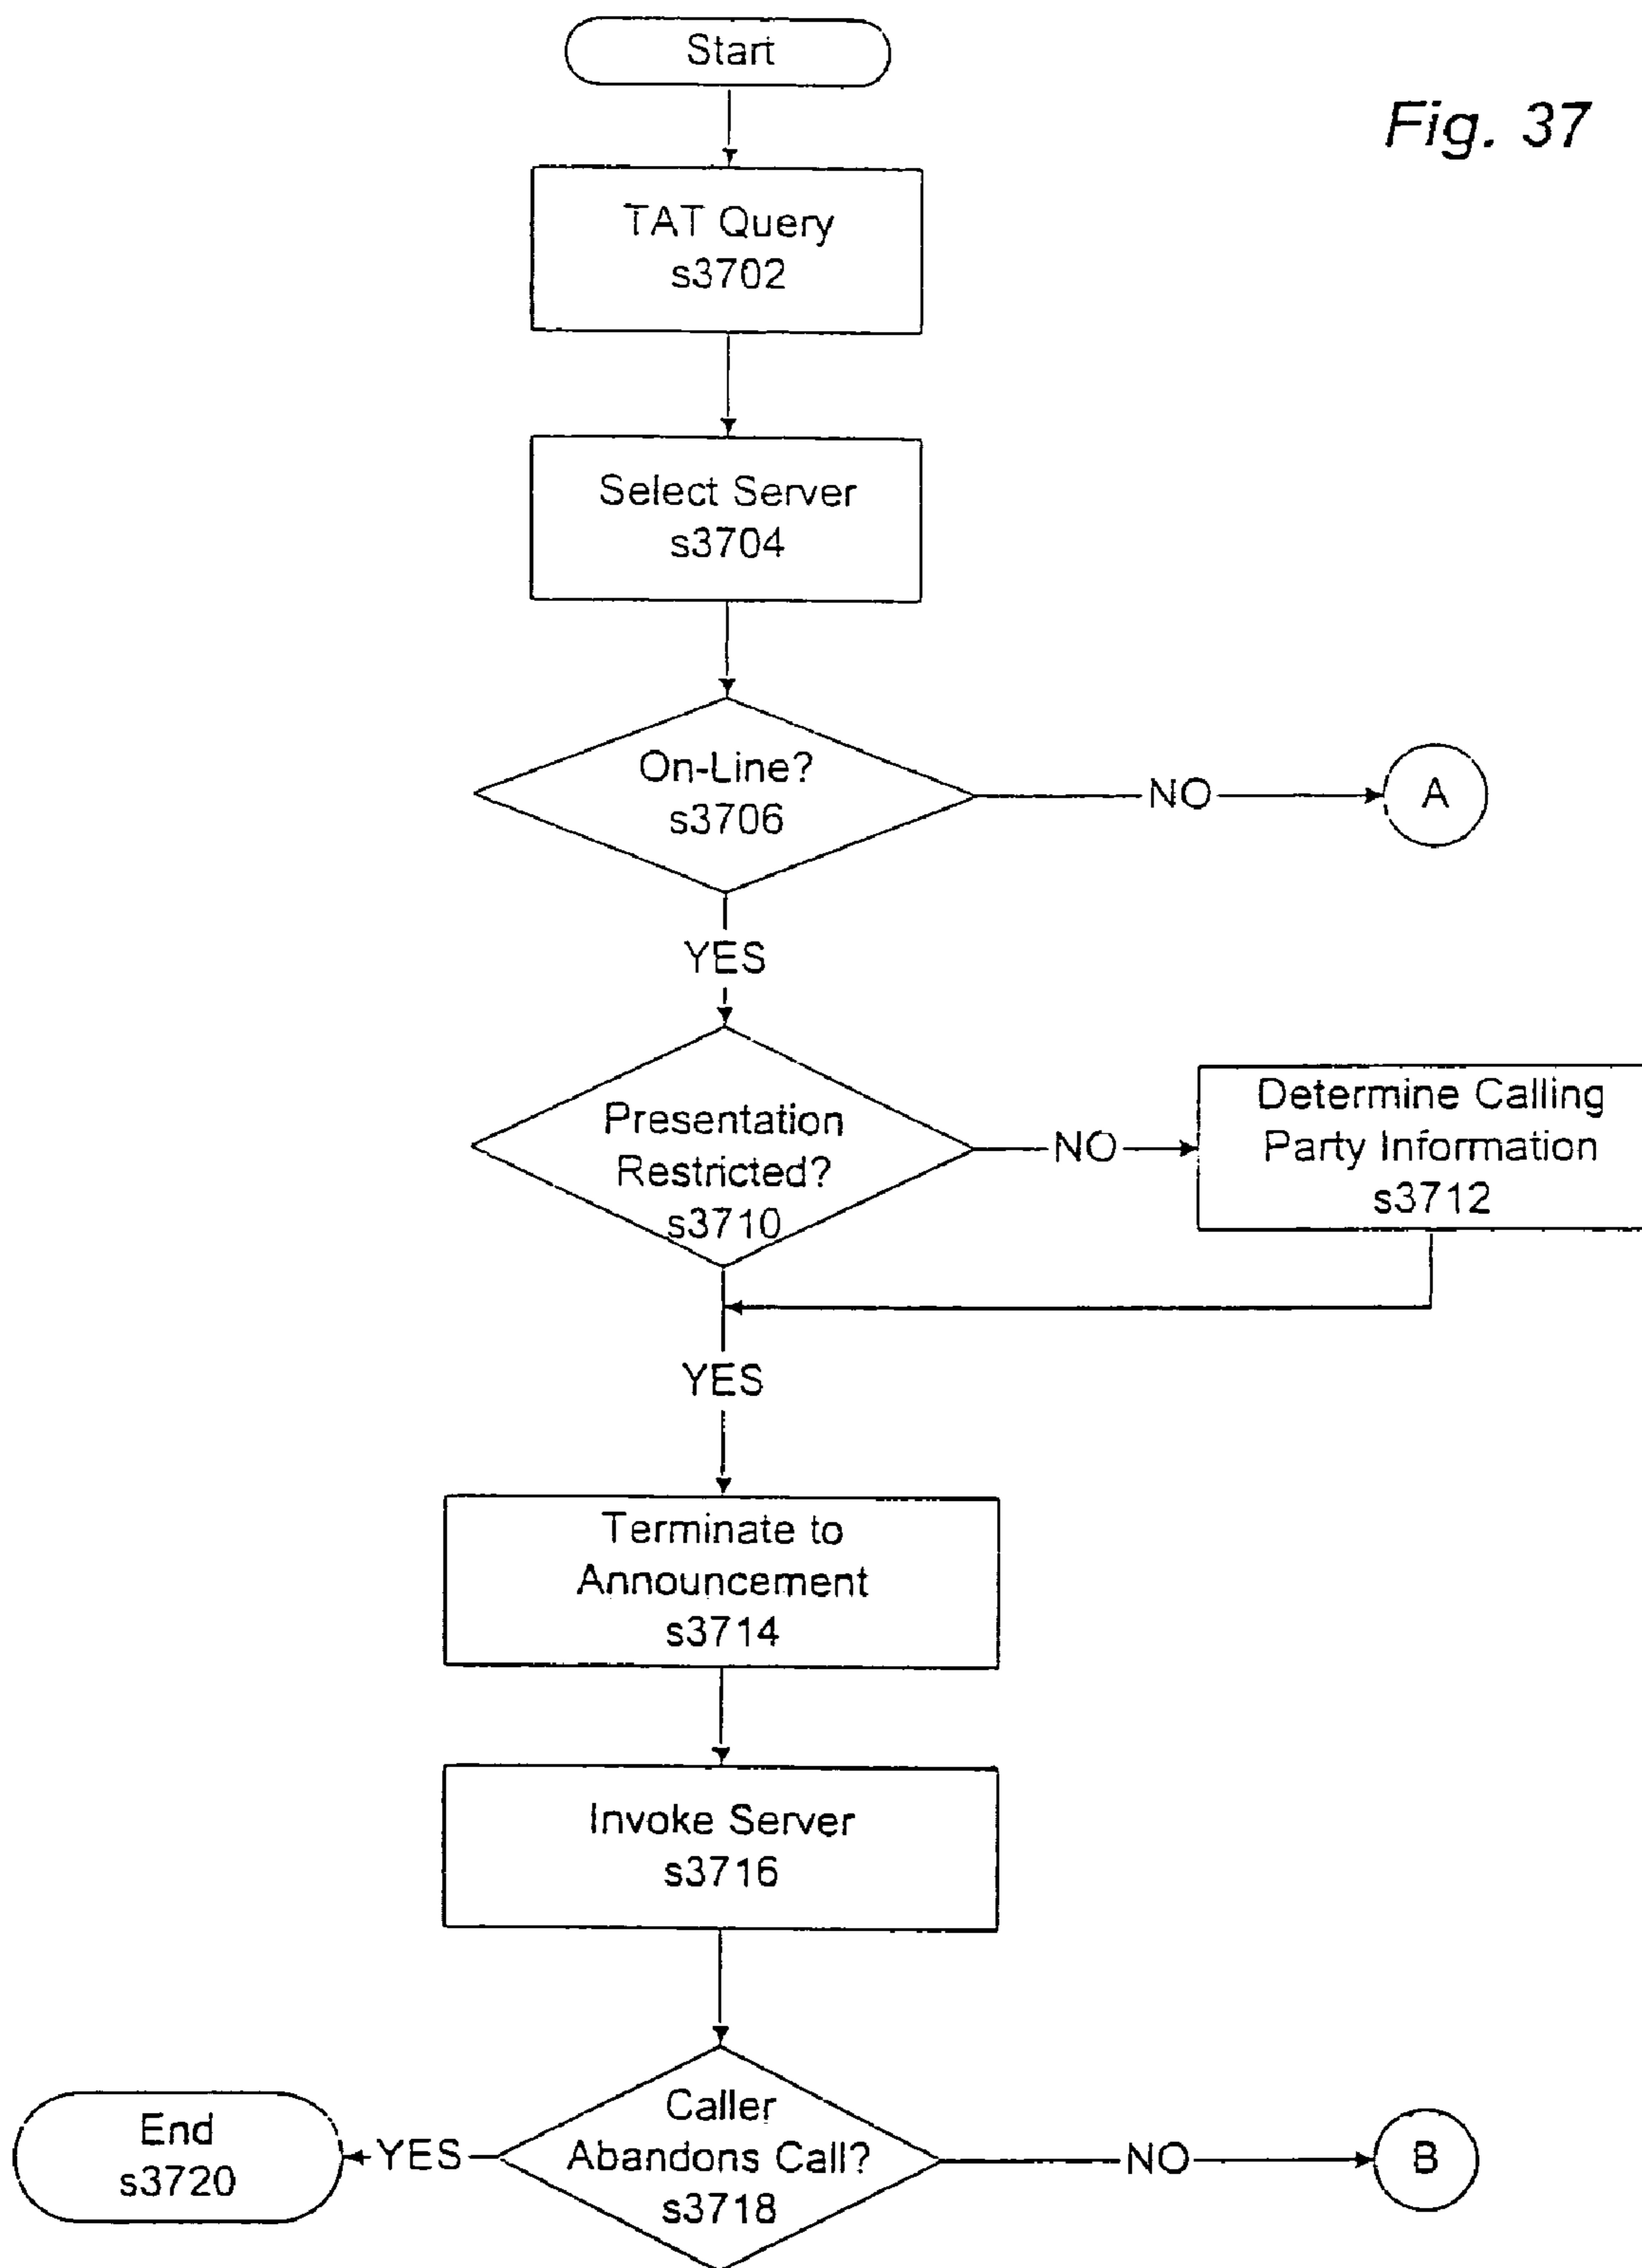 Start
Fig. 37
TAT Query
s3702
Select Server
s3704
On-Line?
s3706
NO
A
YES
Presentation
Restricted?
s3710
NO
Determine Calling
Party Information
s3712
YES
Terminate to
Announcement
s3714
Invoke Server
s3716
Caller
Abandons Call?
s3718
YES
End
s3720
NO
B